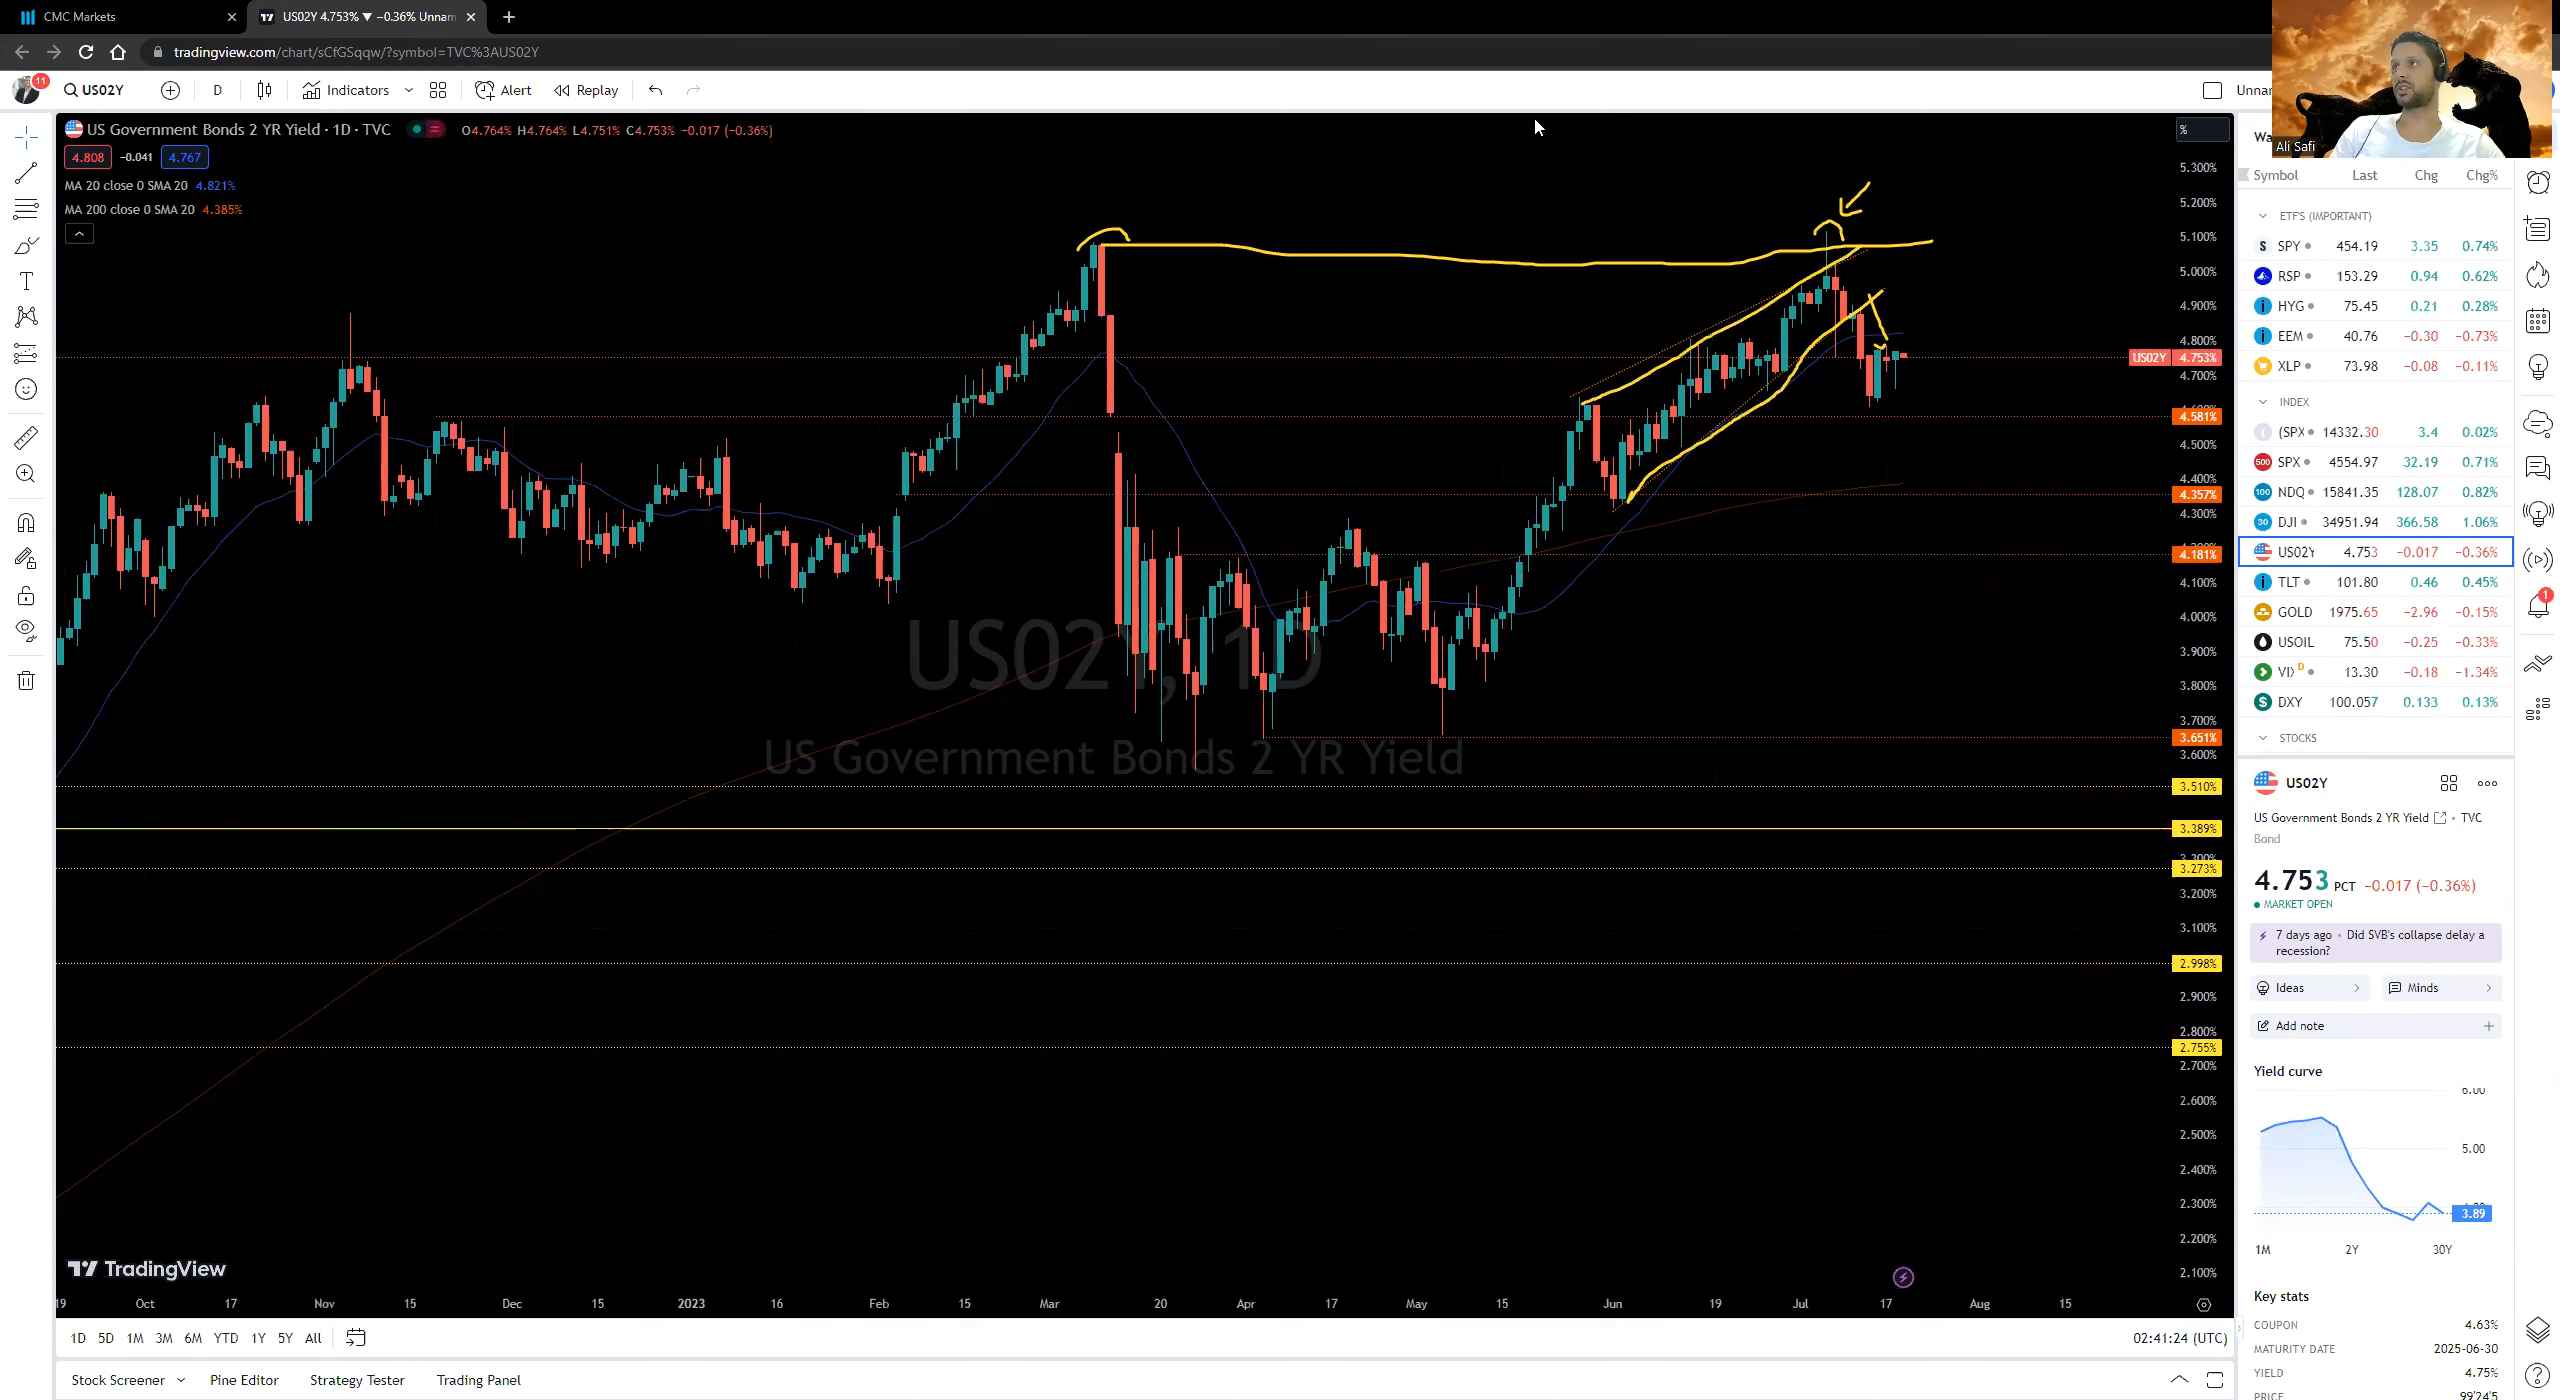 CMC Markets
US02Y 4.753% ▼ −0.36% Unnam
tradingview.com/chart/sCfGSqqw/?symbol=TVC%3AUS02Y
11
US02Y
D
Indicators
Alert
Replay
Unnar
Ali Safi
US Government Bonds 2 YR Yield · 1D · TVC
O4.764% H4.764% L4.751% C4.753% −0.017 (−0.36%)
4.808 −0.041 4.767
MA 20 close 0 SMA 20 4.821%
MA 200 close 0 SMA 20 4.385%
%
5.300%
5.200%
5.100%
5.000%
4.900%
4.800%
US02Y 4.753%
4.700%
4.581%
4.500%
4.400%
4.357%
4.300%
4.181%
4.100%
4.000%
3.900%
3.800%
3.700%
3.651%
3.600%
3.510%
3.389%
3.300%
3.273%
3.200%
3.100%
2.998%
2.900%
2.800%
2.755%
2.700%
2.600%
2.500%
2.400%
2.300%
2.200%
2.100%
US02Y, 1D
US Government Bonds 2 YR Yield
TradingView
19 Oct 17 Nov 15 Dec 15 2023 16 Feb 15 Mar 20 Apr 17 May 15 Jun 19 Jul 17 Aug 15
1D 5D 1M 3M 6M YTD 1Y 5Y All
02:41:24 (UTC)
Stock Screener Pine Editor Strategy Tester Trading Panel
Wa
Symbol Last Chg Chg%
ETF'S (IMPORTANT)
SPY 454.19 3.35 0.74%
RSP 153.29 0.94 0.62%
HYG 75.45 0.21 0.28%
EEM 40.76 −0.30 −0.73%
XLP 73.98 −0.08 −0.11%
INDEX
(SPX 14332.30 3.4 0.02%
500 SPX 4554.97 32.19 0.71%
100 NDQ 15841.35 128.07 0.82%
30 DJI 34951.94 366.58 1.06%
US02Y 4.753 −0.017 −0.36%
TLT 101.80 0.46 0.45%
GOLD 1975.65 −2.96 −0.15%
USOIL 75.50 −0.25 −0.33%
VIX D 13.30 −0.18 −1.34%
DXY 100.057 0.133 0.13%
STOCKS
1
US02Y
US Government Bonds 2 YR Yield · TVC
Bond
4.753 PCT −0.017 (−0.36%)
MARKET OPEN
7 days ago · Did SVB's collapse delay a
recession?
Ideas
Minds
Add note
Yield curve
6.00
5.00
3.89
1M 2Y 30Y
Key stats
COUPON 4.63%
MATURITY DATE 2025-06-30
YIELD 4.75%
PRICE 99'24'5